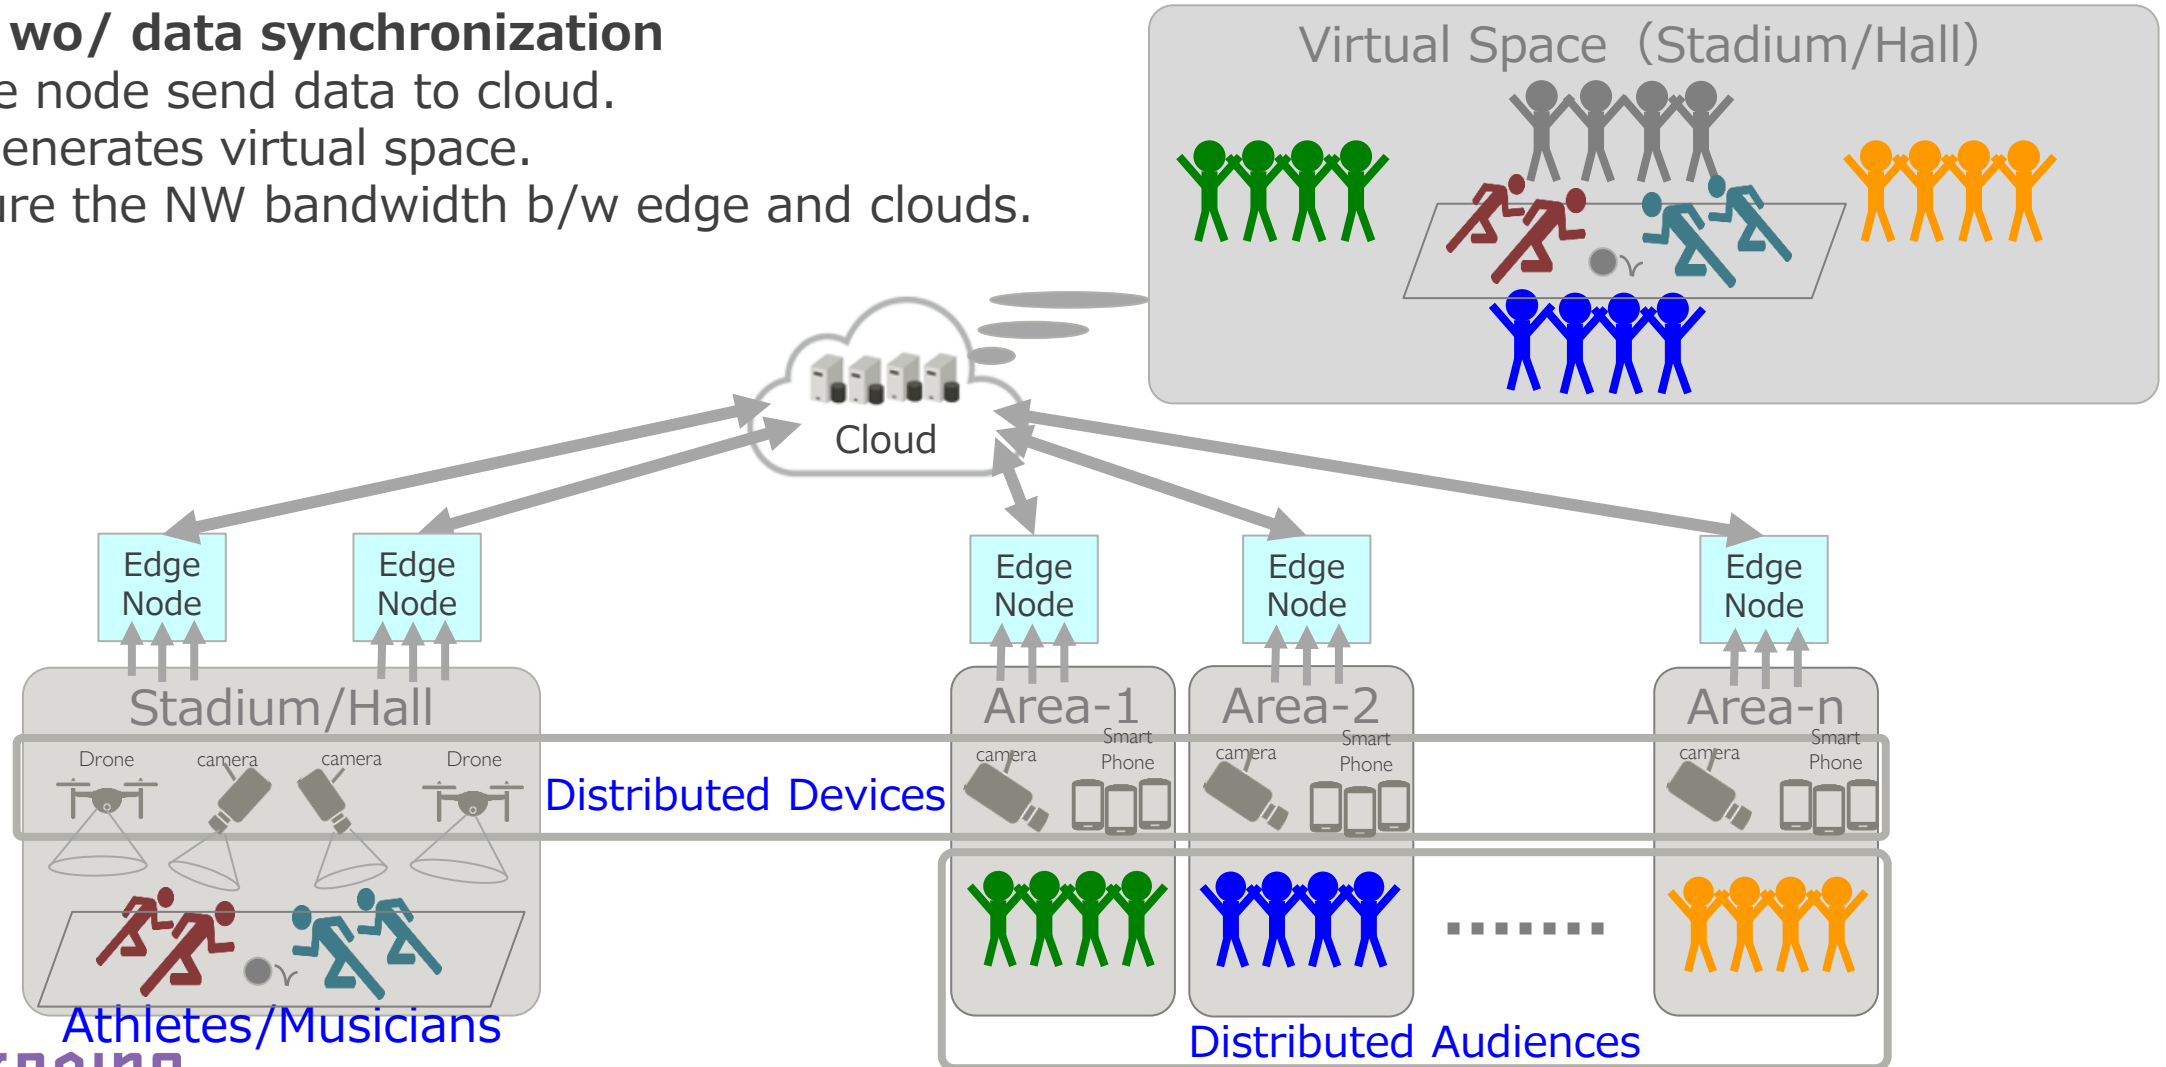 wo/ data synchronization
e node send data to cloud.
enerates virtual space.
ure the NW bandwidth b/w edge and clouds.
Virtual Space（Stadium/Hall）
Cloud
Edge
Node
Edge
Node
Edge
Node
Edge
Node
Edge
Node
Stadium/Hall
Area-1
Area-2
Area-n
Drone
camera
camera
Drone
camera
Smart
Phone
camera
Smart
Phone
camera
Smart
Phone
Distributed Devices
Athletes/Musicians
Distributed Audiences